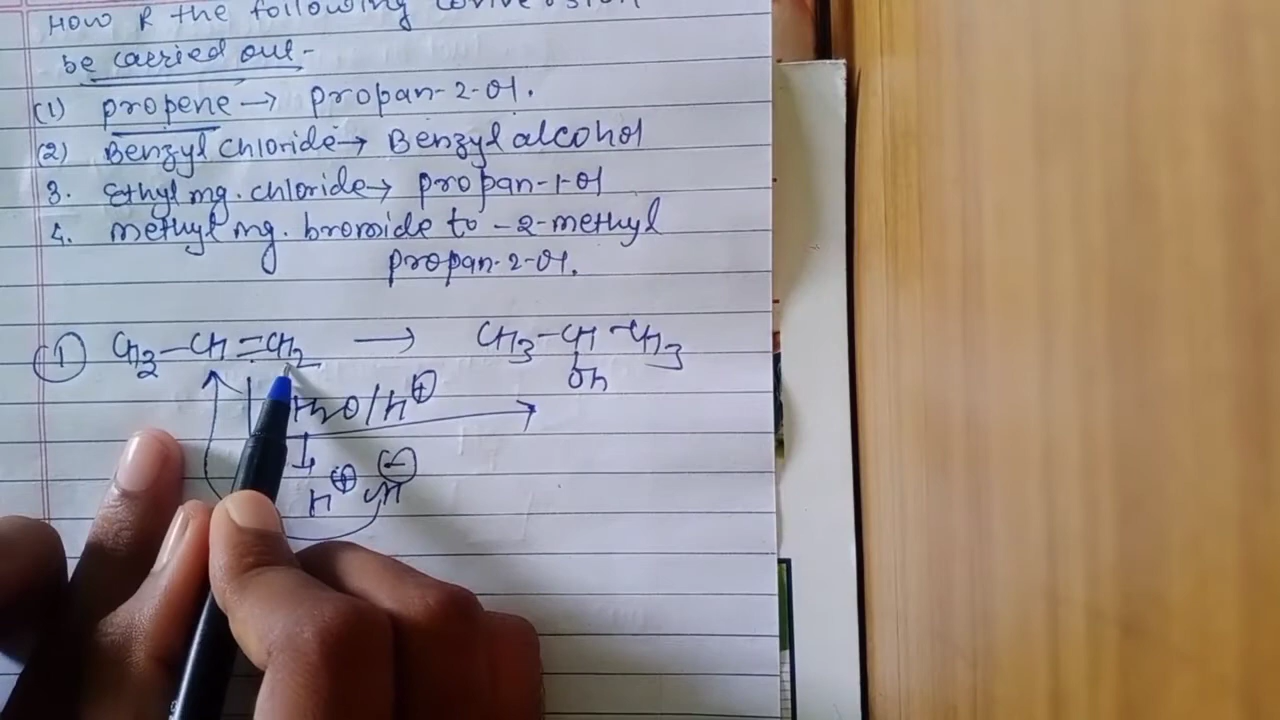 How R the following conversion
be carried out-
(1) propene → propan-2-ol.
(2) Benzyl chloride → Benzyl alcohol
3. Ethyl mg. chloride → propan-1-ol
4. methyl mg. bromide to -2-methyl
propan-2-ol.
(1) CH3-CH=CH2 → CH3-CH-CH3
OH
H2O/H⊕
H⊕ OH⊖